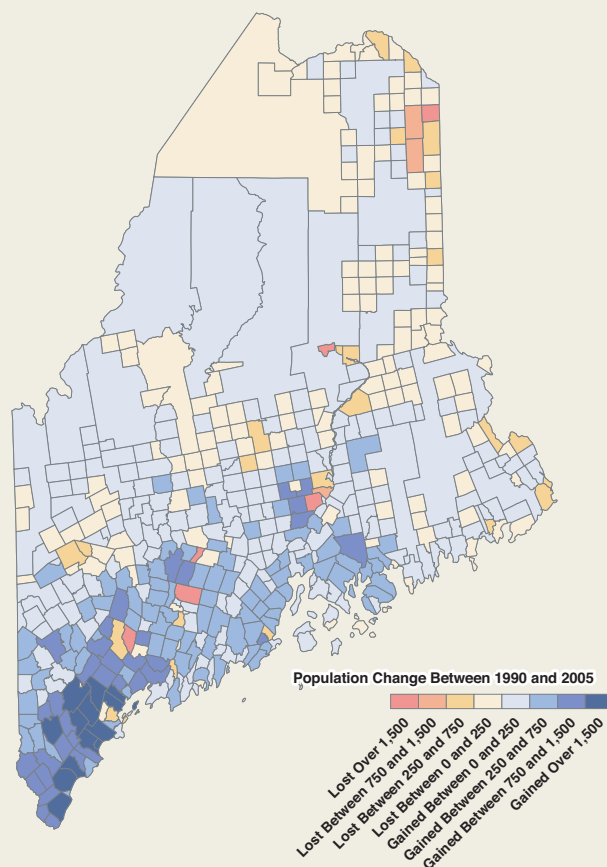 Population Change Between 1990 and 2005
Lost Over 1,500
Lost Between 750 and 1,500
Lost Between 250 and 750
Lost Between 0 and 250
Gained Between 0 and 250
Gained Between 250 and 750
Gained Between 750 and 1,500
Gained Over 1,500